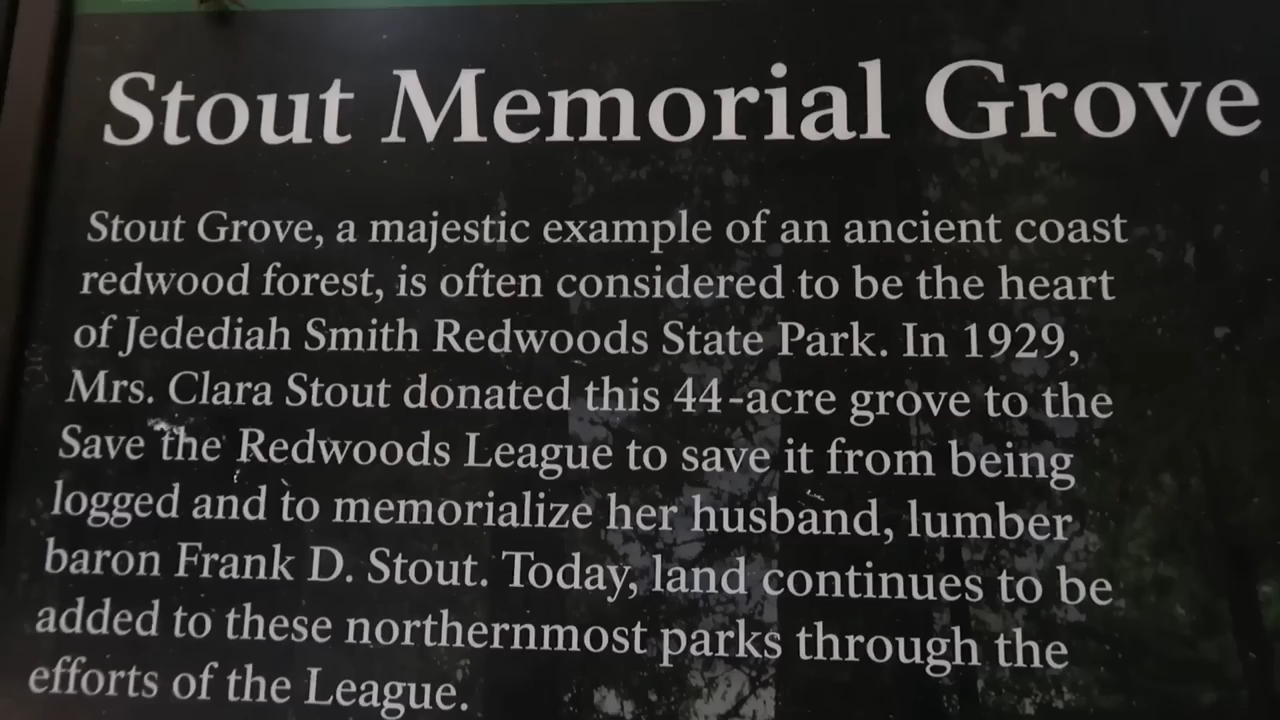 Stout Memorial Grove
Stout Grove, a majestic example of an ancient coast
redwood forest, is often considered to be the heart
of Jedediah Smith Redwoods State Park. In 1929,
Mrs. Clara Stout donated this 44-acre grove to the
Save the Redwoods League to save it from being
logged and to memorialize her husband, lumber
baron Frank D. Stout. Today, land continues to be
added to these northernmost parks through the
efforts of the League.